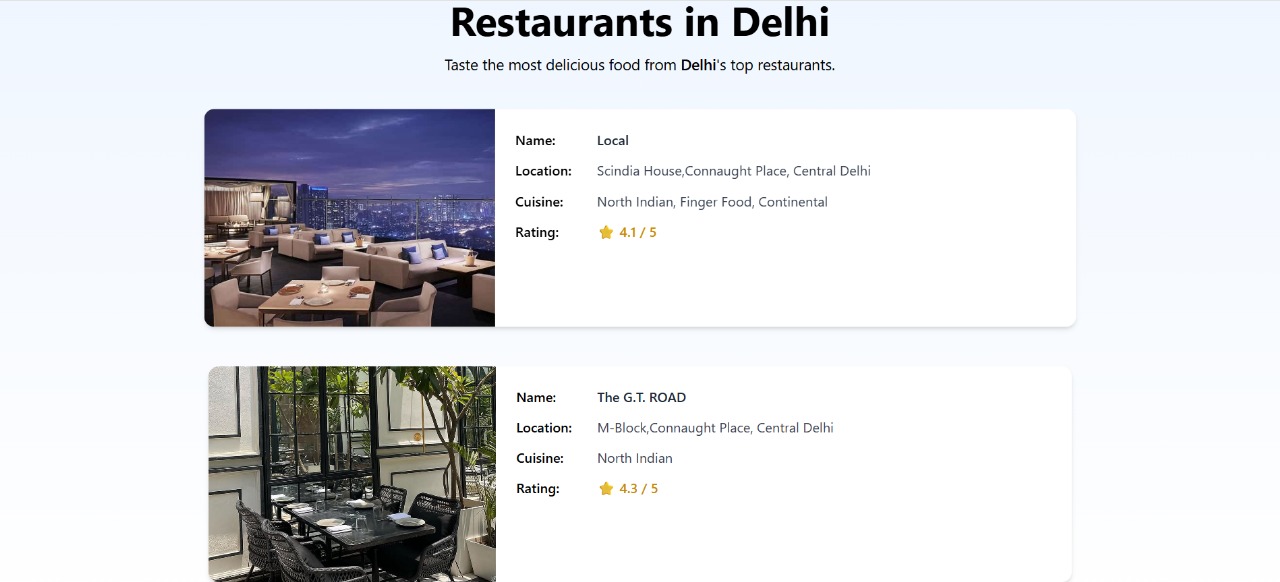 Restaurants in Delhi
Taste the most delicious food from Delhi's top restaurants.
Name: Local
Location: Scindia House,Connaught Place, Central Delhi
Cuisine: North Indian, Finger Food, Continental
Rating: 4.1 / 5
Name: The G.T. ROAD
Location: M-Block,Connaught Place, Central Delhi
Cuisine: North Indian
Rating: 4.3 / 5